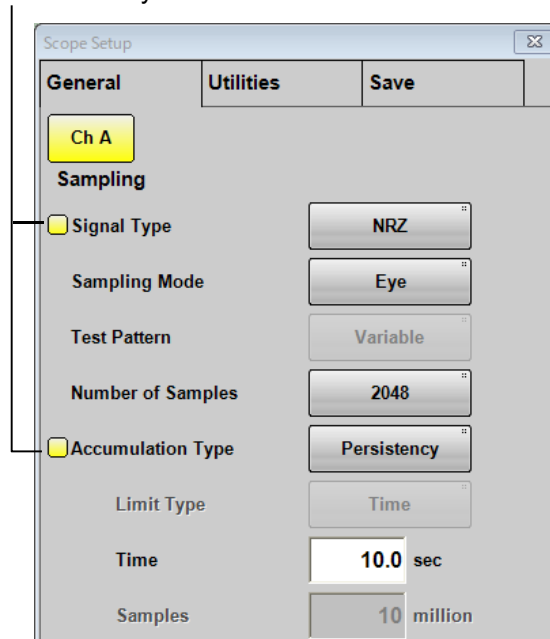 Scope Setup
General Utilities Save
Ch A
Sampling
Signal Type NRZ
Sampling Mode Eye
Test Pattern Variable
Number of Samples 2048
Accumulation Type Persistency
Limit Type Time
Time 10.0 sec
Samples 10 million